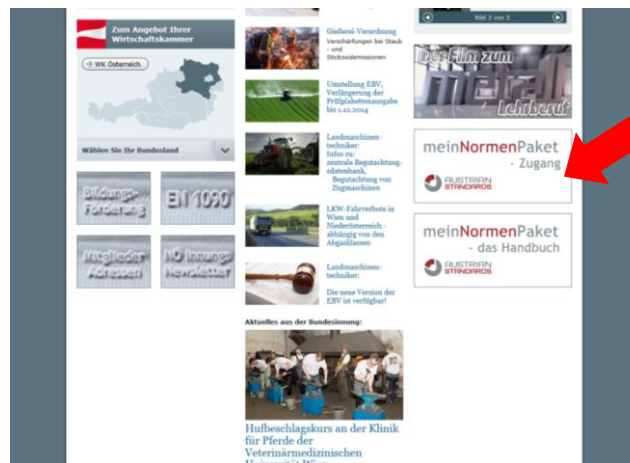 Zum Angebot Ihrer
Wirtschaftskammer
WK Österreich
Wählen Sie Ihr Bundesland
Bildungs-
Förderung
EN 1090
Mitglieder
Adressen
NÖ Innungs
Newsletter
Gießerei-Verordnung
Verschärfungen bei Staub
- und
Stickoxidemissionen
Umstellung EBV,
Verlängerung der
Prüfplakettenausgabe
bis 1.12.2014
Landmaschinen-
techniker:
Infos zu:
zentrale Begutachtung-
sdatenbank,
Begutachtung von
Zugmaschinen
LKW-Fahrverbote in
Wien und
Niederösterreich -
abhängig von den
Abgasklassen
Landmaschinen-
techniker:
Die neue Version der
EBV ist verfügbar!
Aktuelles aus der Bundesinnung:
Hufbeschlagskurs an der Klinik
für Pferde der
Veterinärmedizinischen
Bild 3 von 3
Der Film zum
metall
Lehrberuf
meinNormenPaket
- Zugang
AUSTRIAN
STANDARDS
meinNormenPaket
- das Handbuch
AUSTRIAN
STANDARDS